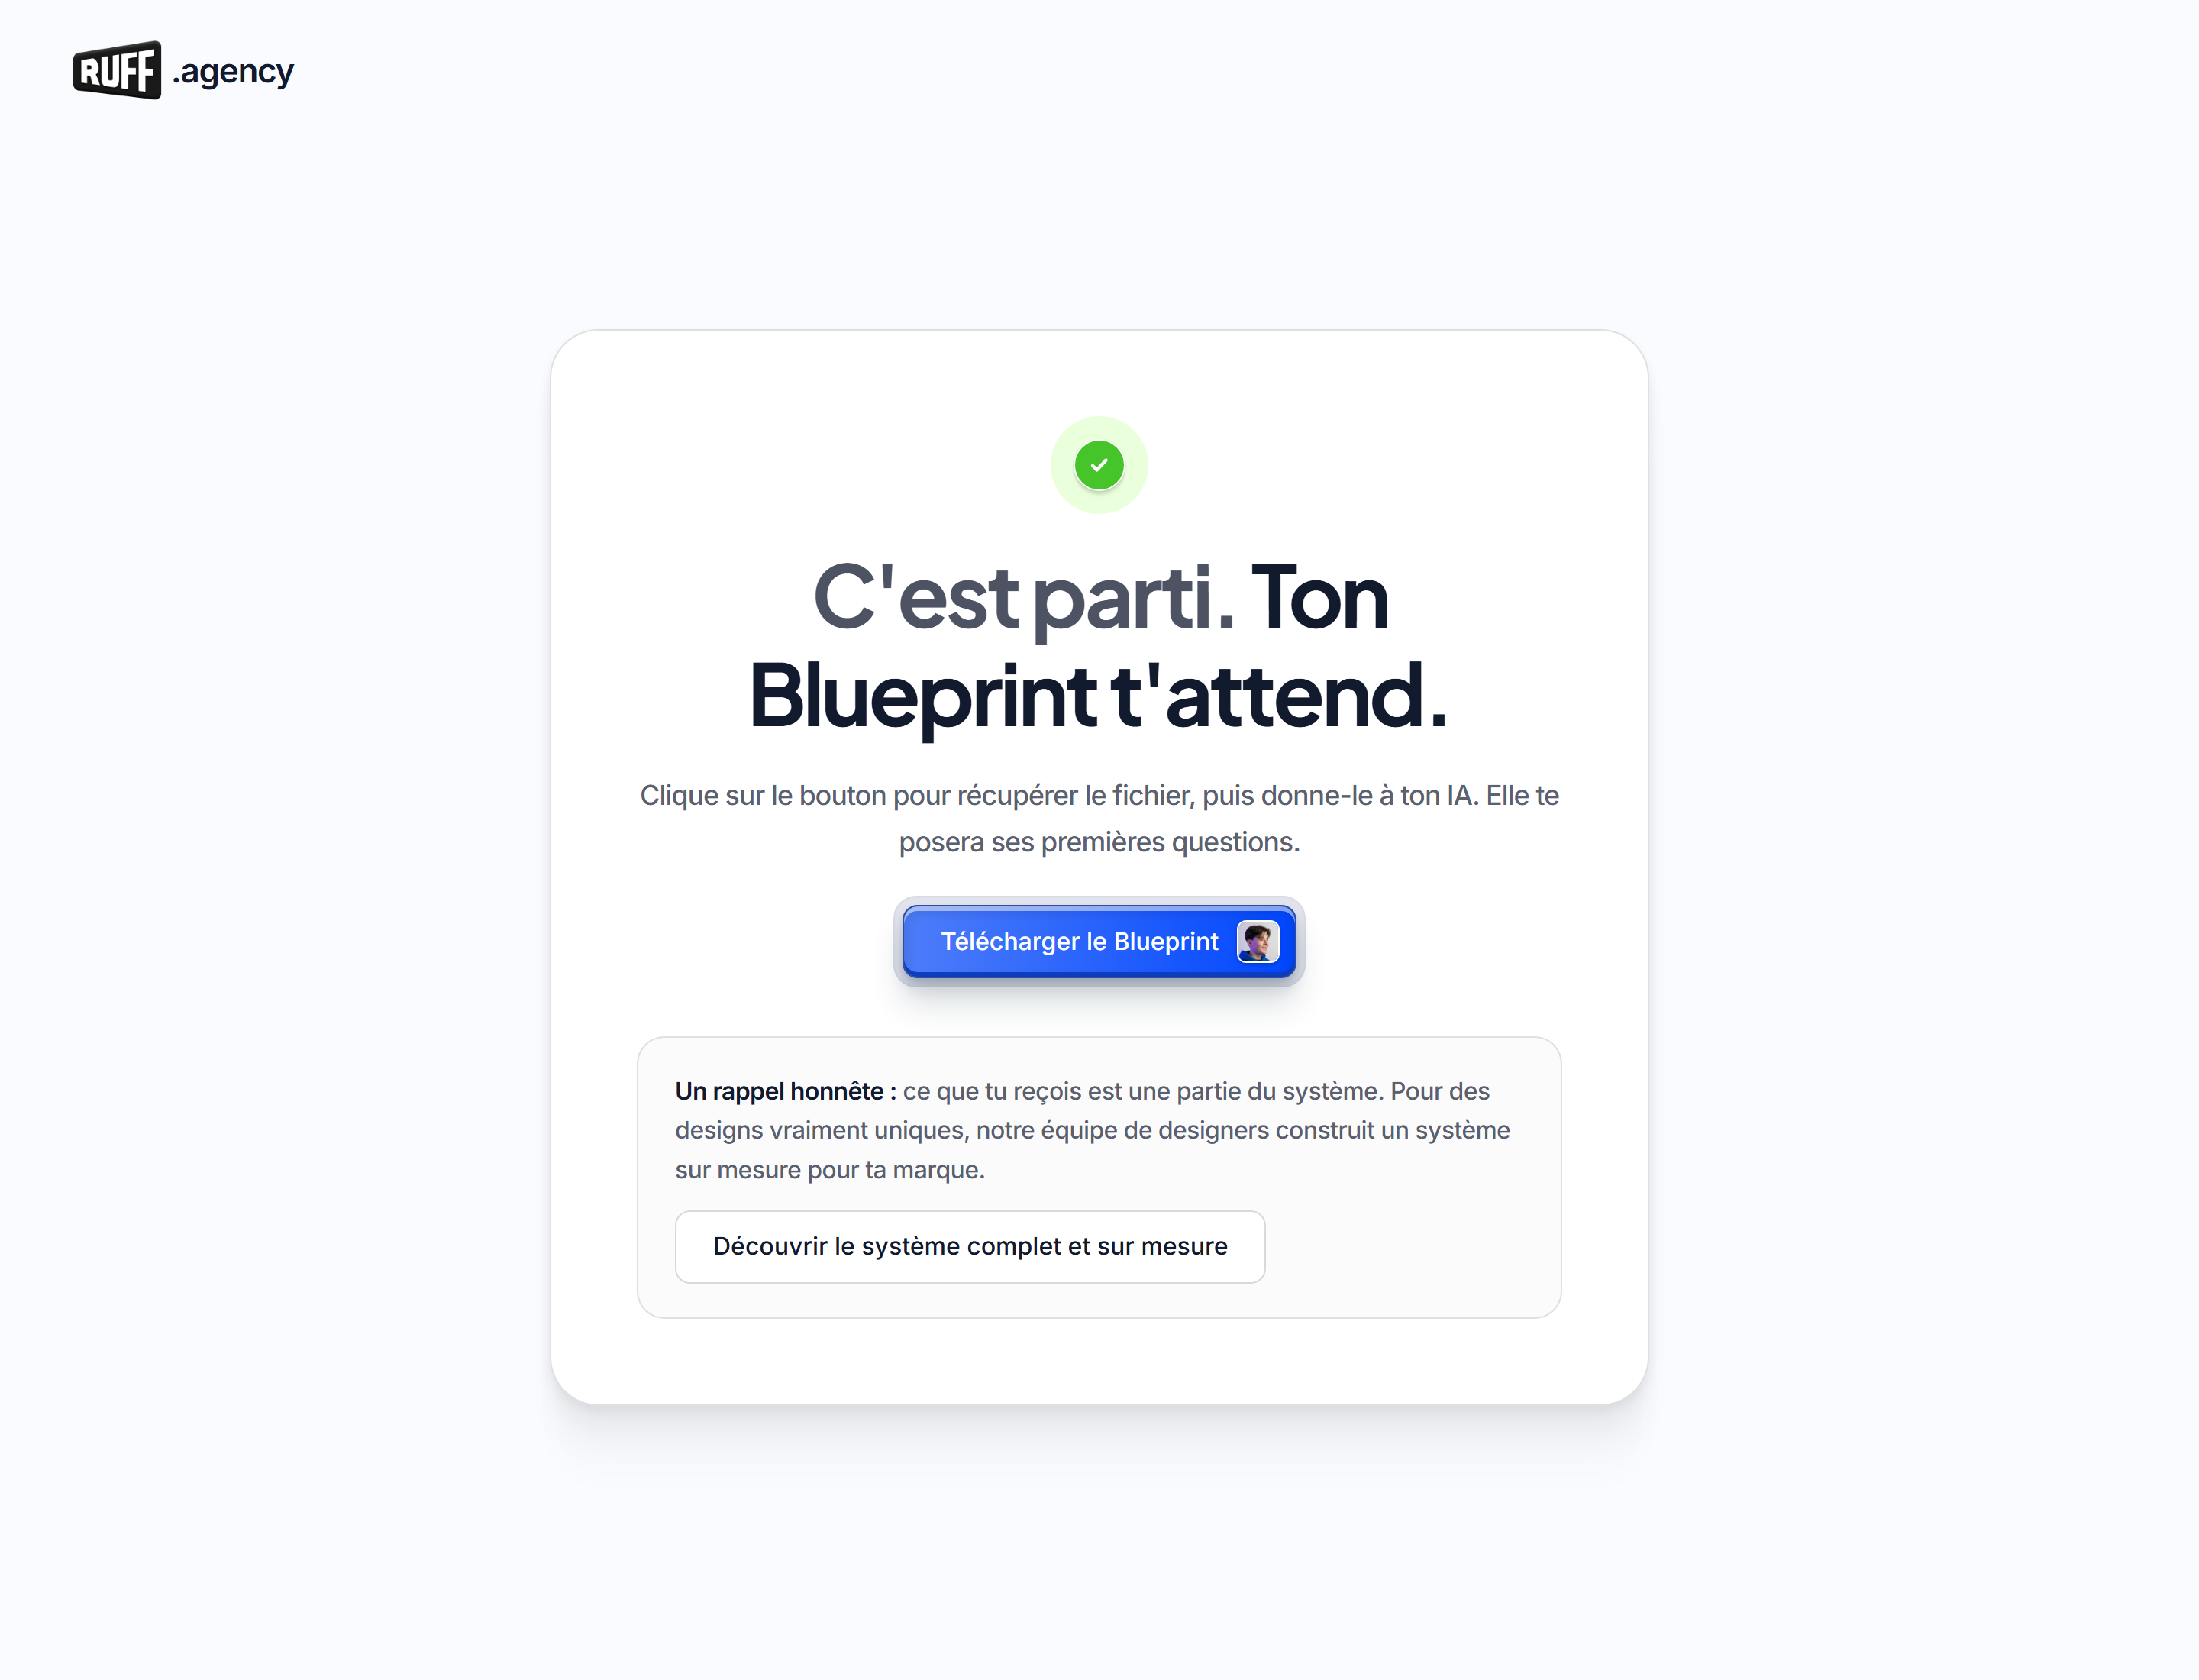 RUFF .agency
C'est parti. Ton
Blueprint t'attend.
Clique sur le bouton pour récupérer le fichier, puis donne-le à ton IA. Elle te
posera ses premières questions.
Télécharger le Blueprint
Un rappel honnête : ce que tu reçois est une partie du système. Pour des
designs vraiment uniques, notre équipe de designers construit un système
sur mesure pour ta marque.
Découvrir le système complet et sur mesure